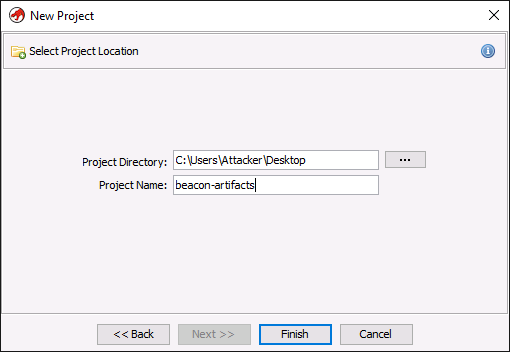 New Project
Select Project Location
Project Directory: C:\Users\Attacker\Desktop ...
Project Name: beacon-artifacts
<< Back Next >> Finish Cancel